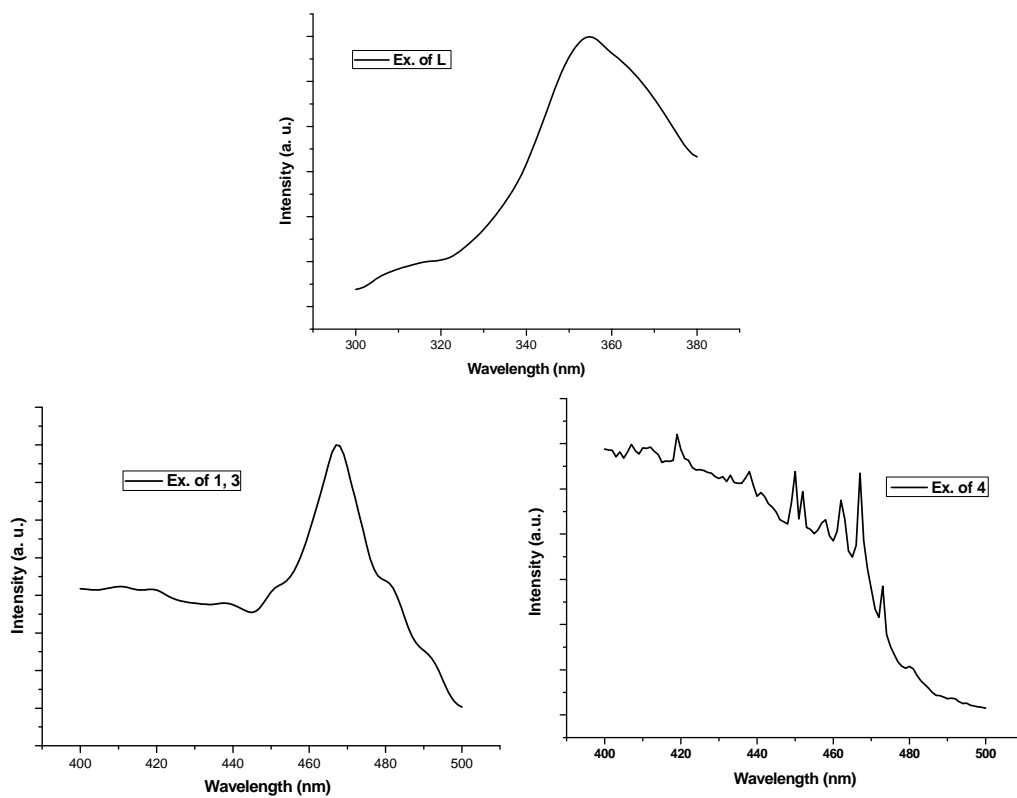 Ex. of L
Intensity (a. u.)
300 320 340 360 380
Wavelength (nm)
Ex. of 1, 3
Intensity (a. u.)
400 420 440 460 480 500
Wavelength (nm)
Ex. of 4
Intensity (a.u.)
400 420 440 460 480 500
Wavelength (nm)